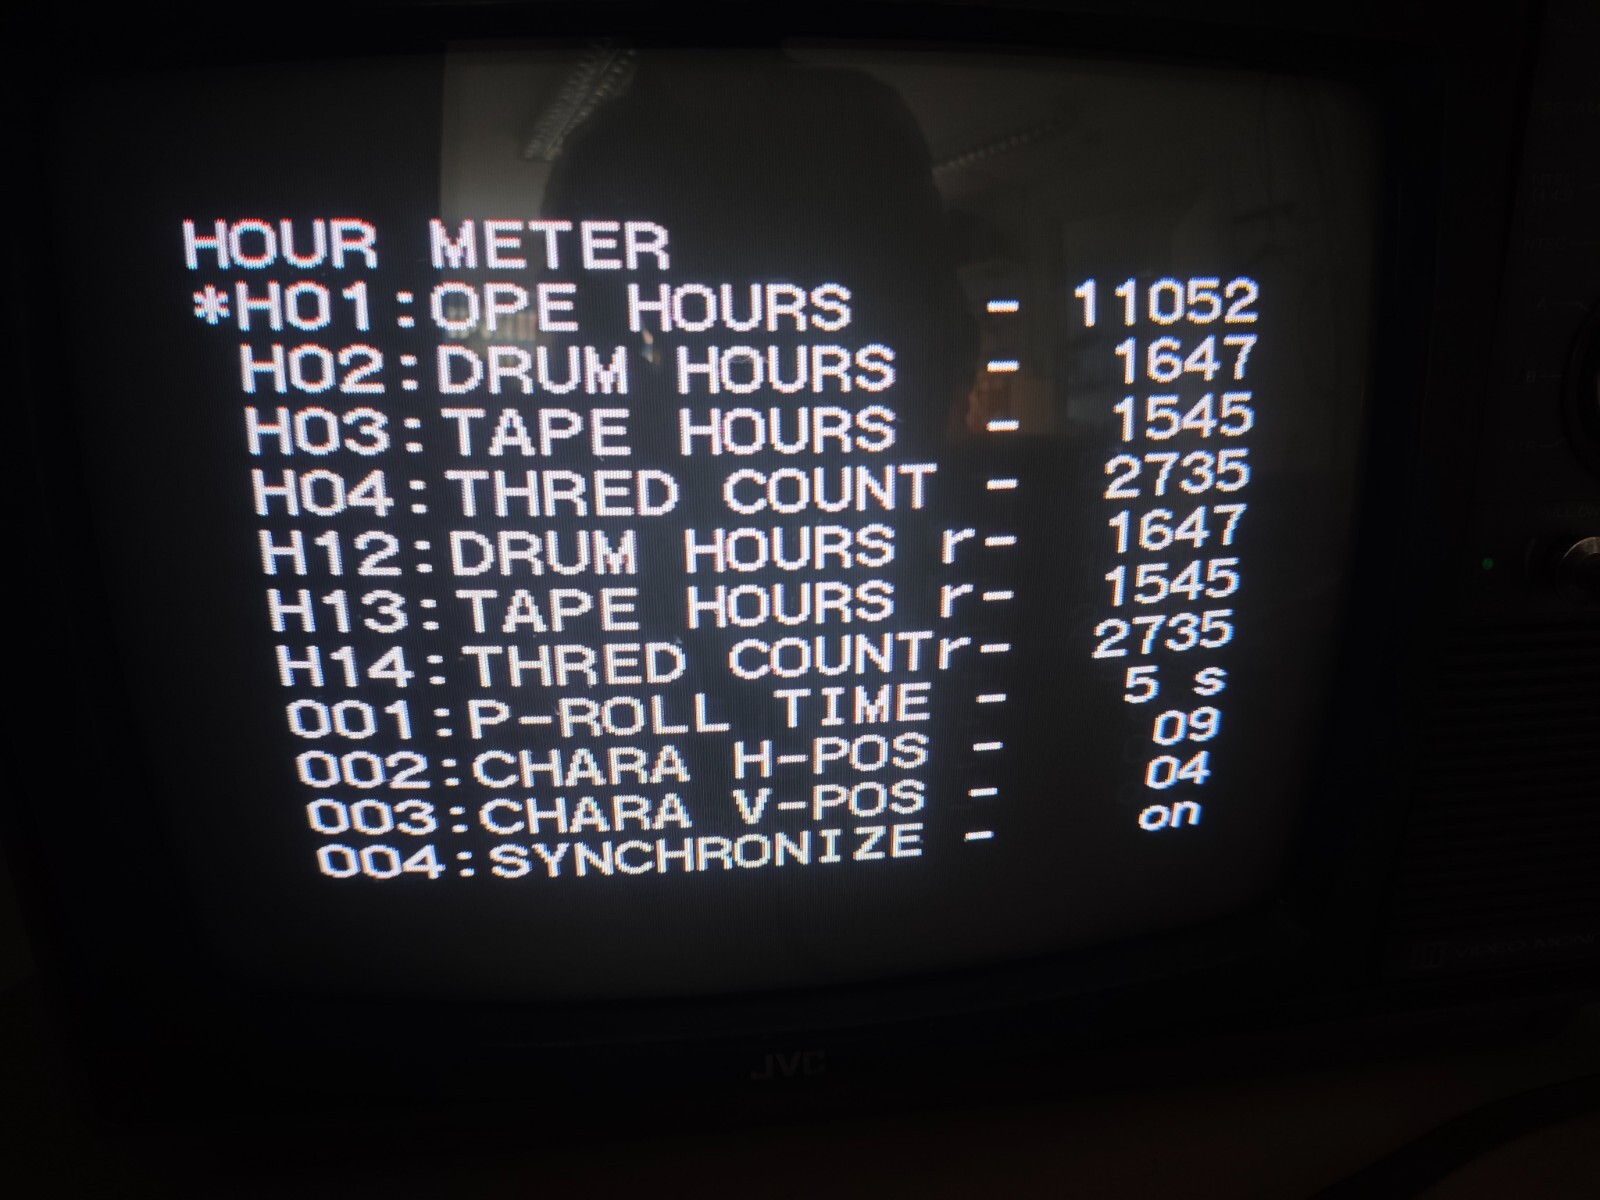 HOUR METER
*H01:OPE HOURS - 11052
H02:DRUM HOURS - 1647
H03:TAPE HOURS - 1545
H04:THRED COUNT - 2735
H12:DRUM HOURS r- 1647
H13:TAPE HOURS r- 1545
H14:THRED COUNTr- 2735
001:P-ROLL TIME - 5 s
002:CHARA H-POS - 09
003:CHARA V-POS - 04
004:SYNCHRONIZE - on
JVC